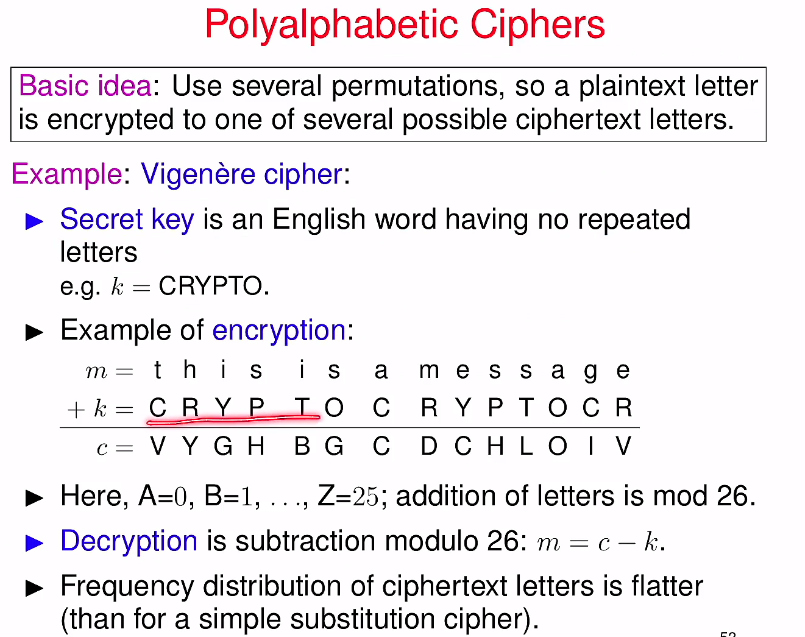 Polyalphabetic Ciphers
Basic idea: Use several permutations, so a plaintext letter
is encrypted to one of several possible ciphertext letters.
Example: Vigenère cipher:
► Secret key is an English word having no repeated
letters
e.g. k = CRYPTO.
► Example of encryption:
m = t h i s i s a m e s s a g e
+ k = C R Y P T O C R Y P T O C R
c = V Y G H B G C D C H L O I V
► Here, A=0, B=1, ..., Z=25; addition of letters is mod 26.
► Decryption is subtraction modulo 26: m = c − k.
► Frequency distribution of ciphertext letters is flatter
(than for a simple substitution cipher).